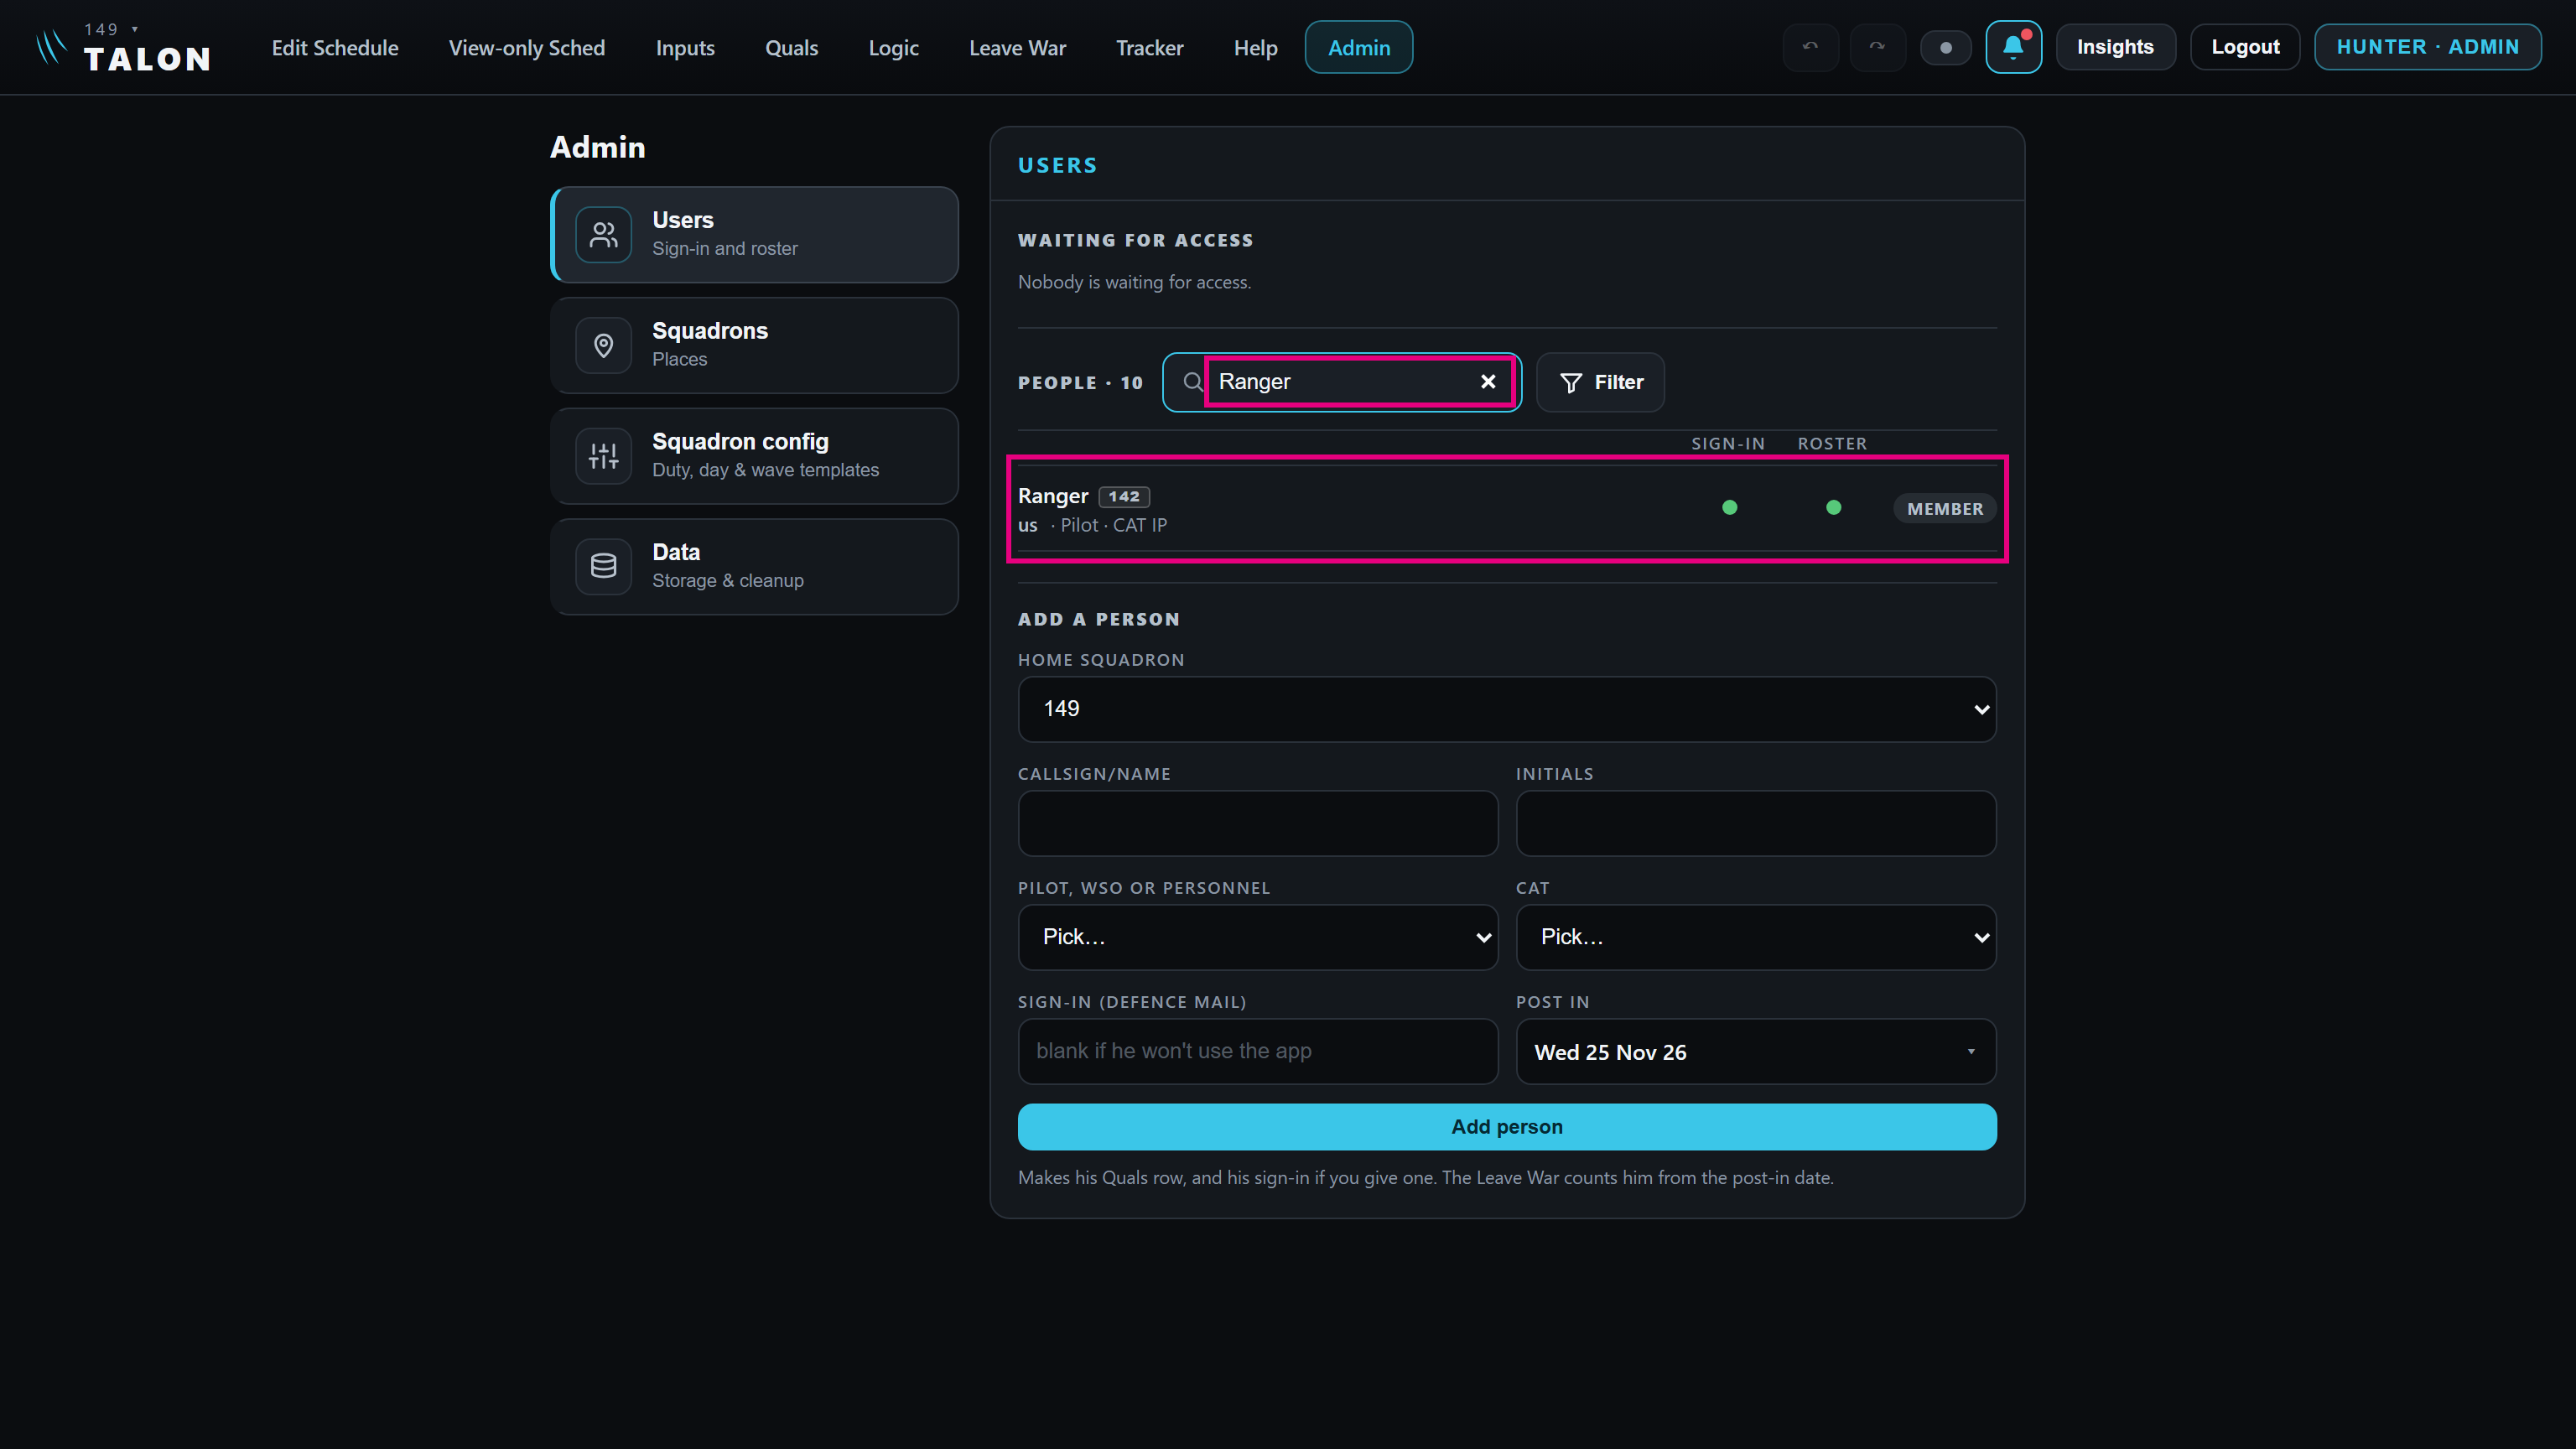 149 ▾
TALON
Edit Schedule
View-only Sched
Inputs
Quals
Logic
Leave War
Tracker
Help
Admin
Insights
Logout
HUNTER · ADMIN
Admin
Users
Sign-in and roster
Squadrons
Places
Squadron config
Duty, day & wave templates
Data
Storage & cleanup
USERS
WAITING FOR ACCESS
Nobody is waiting for access.
PEOPLE · 10
Ranger
Filter
SIGN-IN
ROSTER
Ranger 142
us · Pilot · CAT IP
MEMBER
ADD A PERSON
HOME SQUADRON
149
CALLSIGN/NAME
INITIALS
PILOT, WSO OR PERSONNEL
CAT
Pick…
Pick…
SIGN-IN (DEFENCE MAIL)
POST IN
blank if he won't use the app
Wed 25 Nov 26
Add person
Makes his Quals row, and his sign-in if you give one. The Leave War counts him from the post-in date.